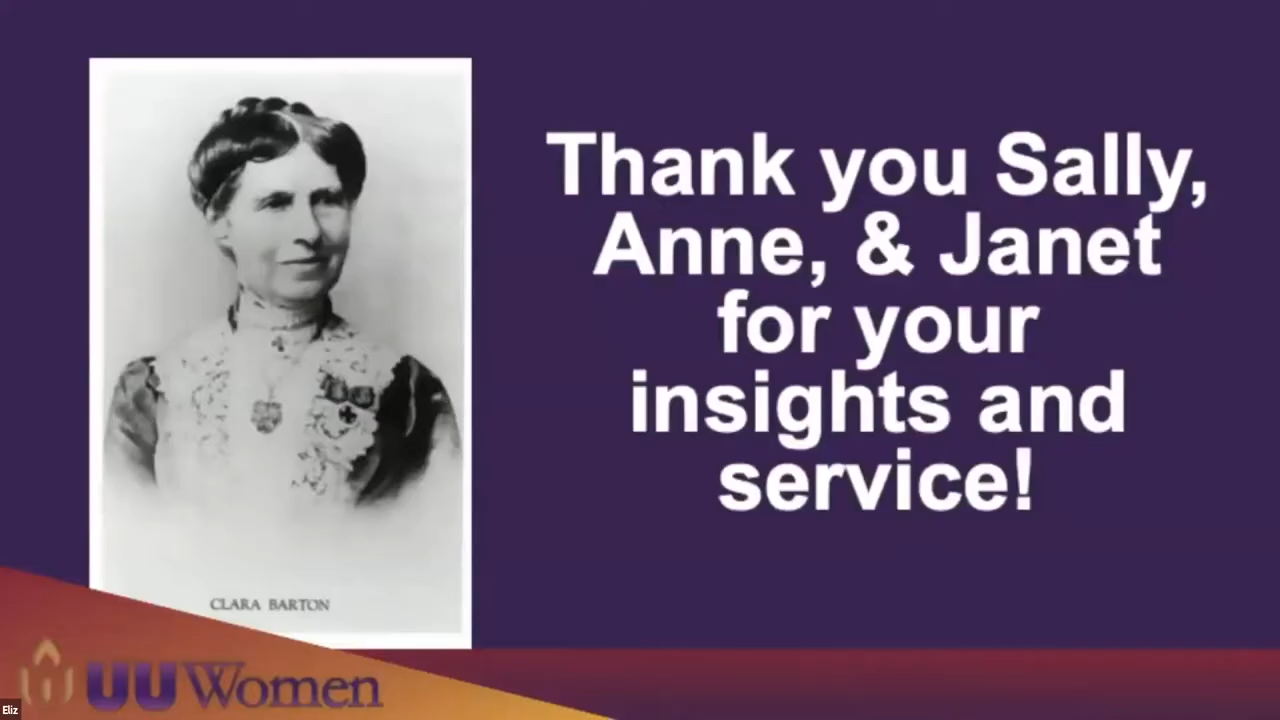 Thank you Sally,
Anne, & Janet
for your
insights and
service!
CLARA BARTON
UU Women
Eliz